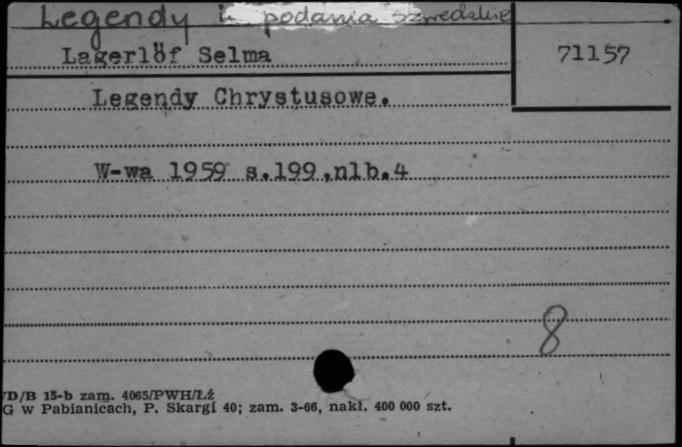 Legendy i podania szwedzkie
Lagerlöf Selma
71157
Legendy Chrystusowe.
W-wa 1959 s.199,nlb.4
8
/D/B 15-b zam. 4065/PWH/Łź
G w Pabianicach, P. Skargi 40; zam. 3-66, nakł. 400 000 szt.